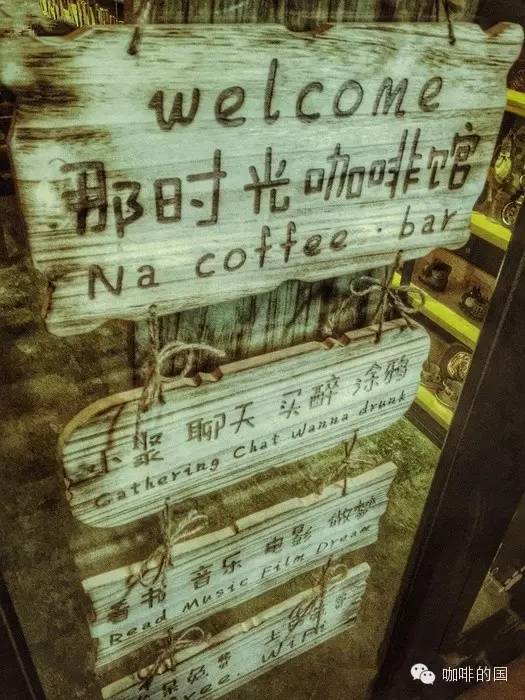 welcome
那时光咖啡馆
Na coffee · bar
小聚 聊天 买醉 涂鸦
Gathering Chat Wanna drunk
看书 音乐 电影 做梦
Read Music Film Dream
WiFi
咖啡的国